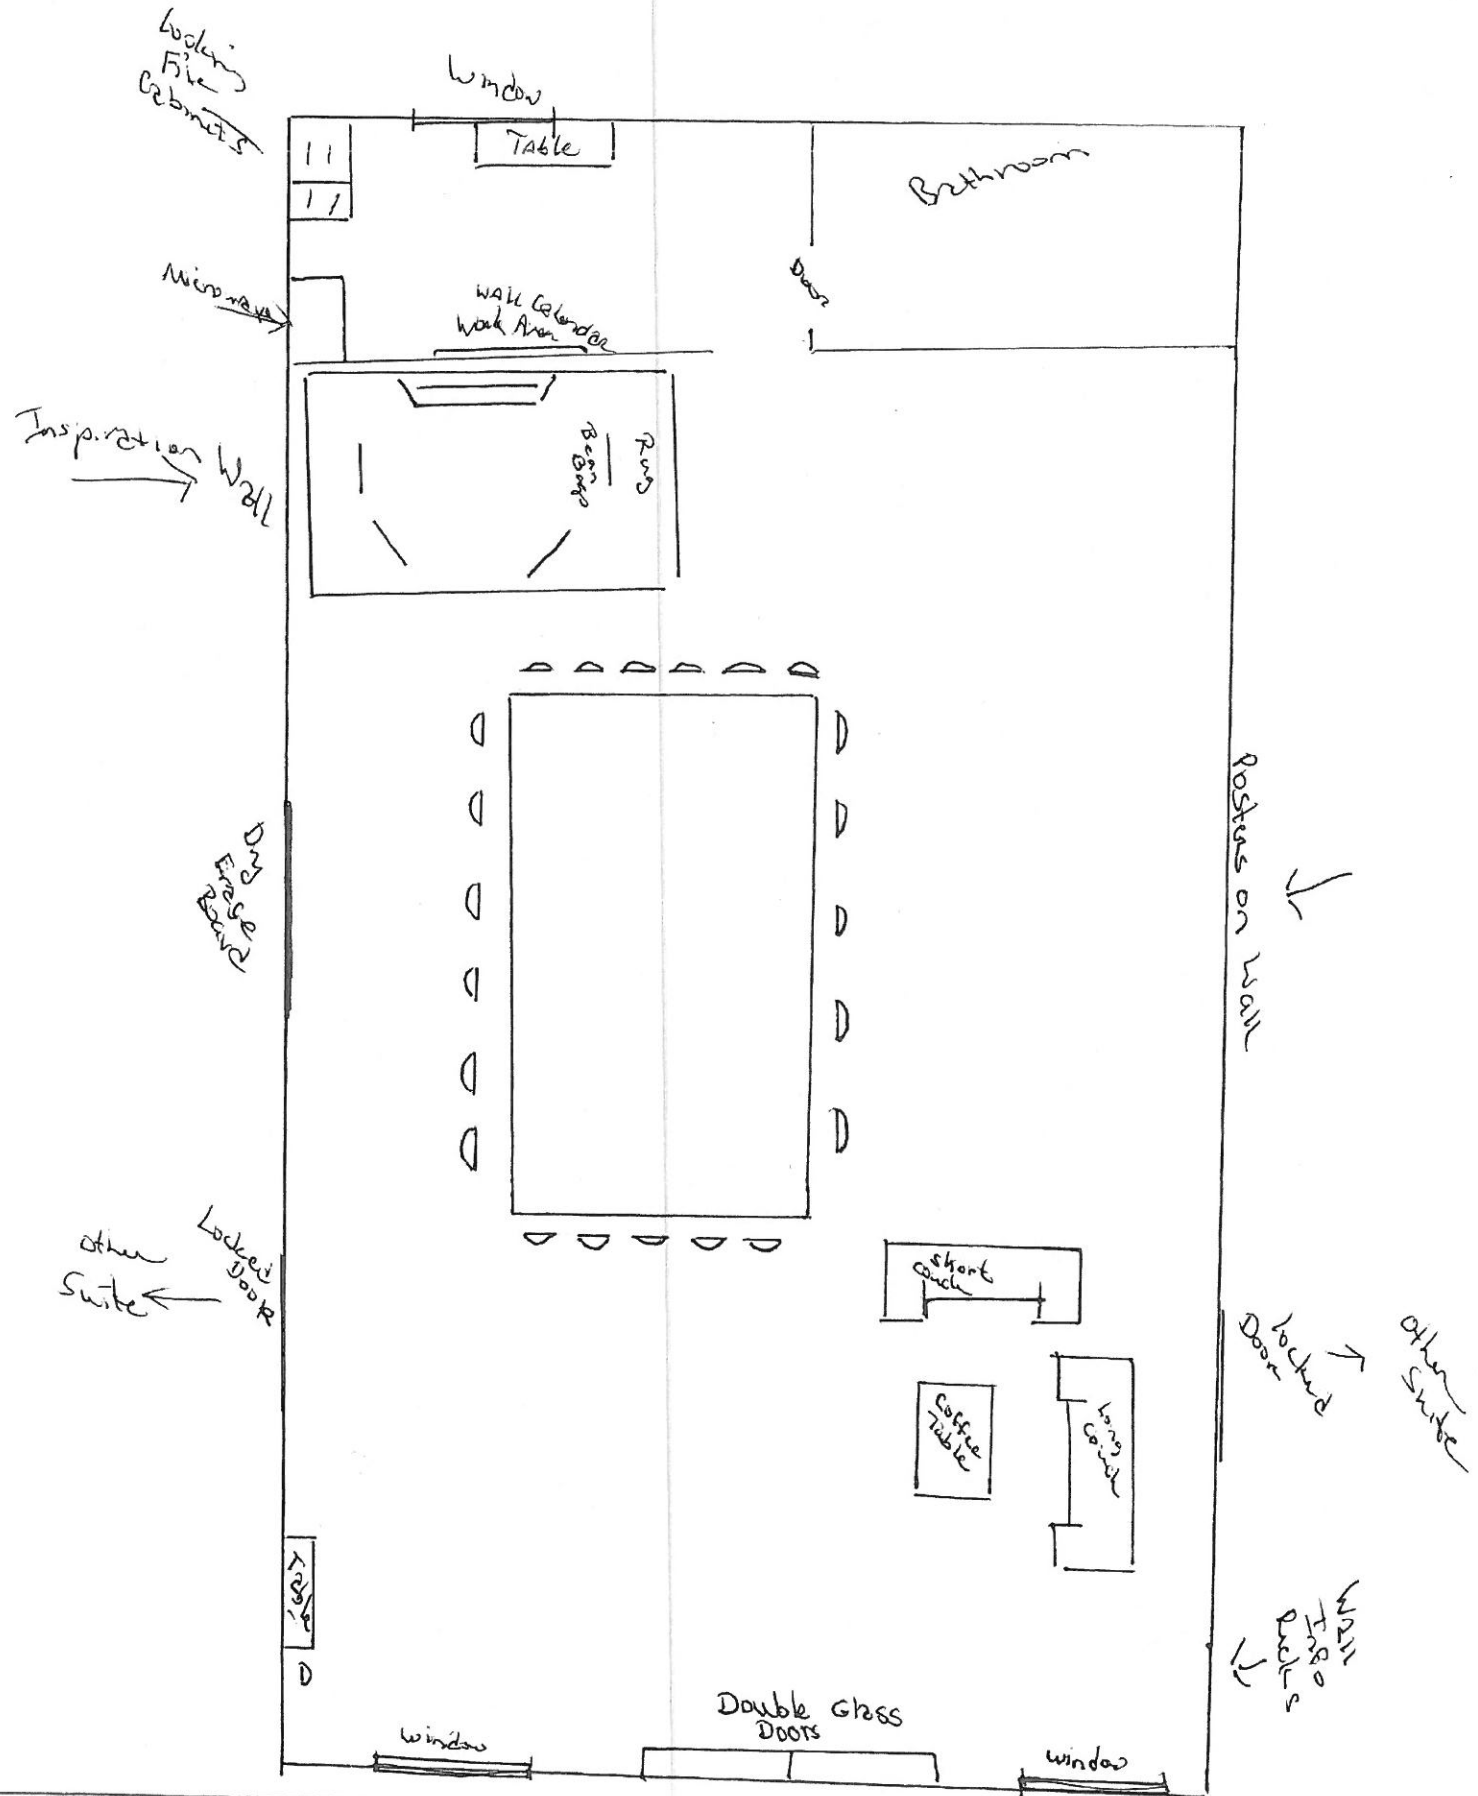 Locking
File
Cabinets
Window
Table
Bathroom
Door
Microwave
Wall Calendar
Work Area
Inspiration Wall
Bean
Bags
Rug
Dry
Erase
Board
Posters on Wall
Locked
Door
Other
Suite
Short
Couch
Coffee
Table
Long
Couch
Locked
Door
Other
Suite
Table
Wall
Info
Racks
Double Glass
Doors
Window
Window